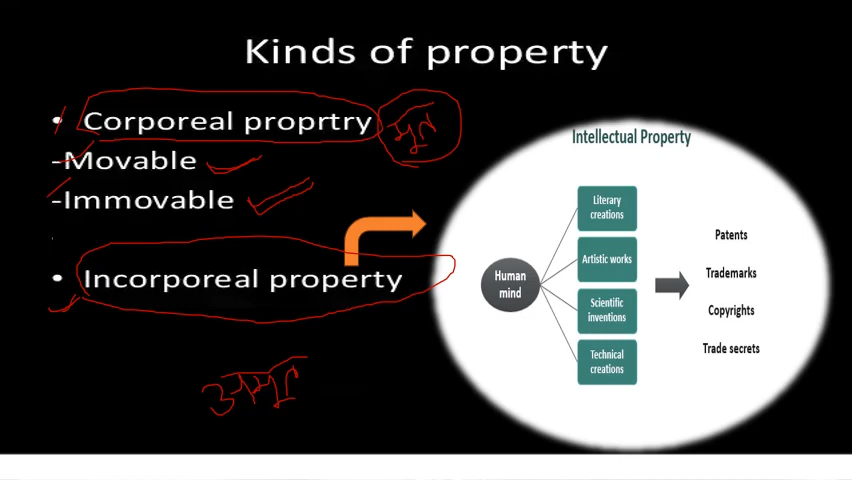 Kinds of property
• Corporeal proprtry
-Movable
-Immovable
• Incorporeal property
Intellectual Property
Human
mind
Literary
creations
Artistic works
Scientific
inventions
Technical
creations
Patents
Trademarks
Copyrights
Trade secrets